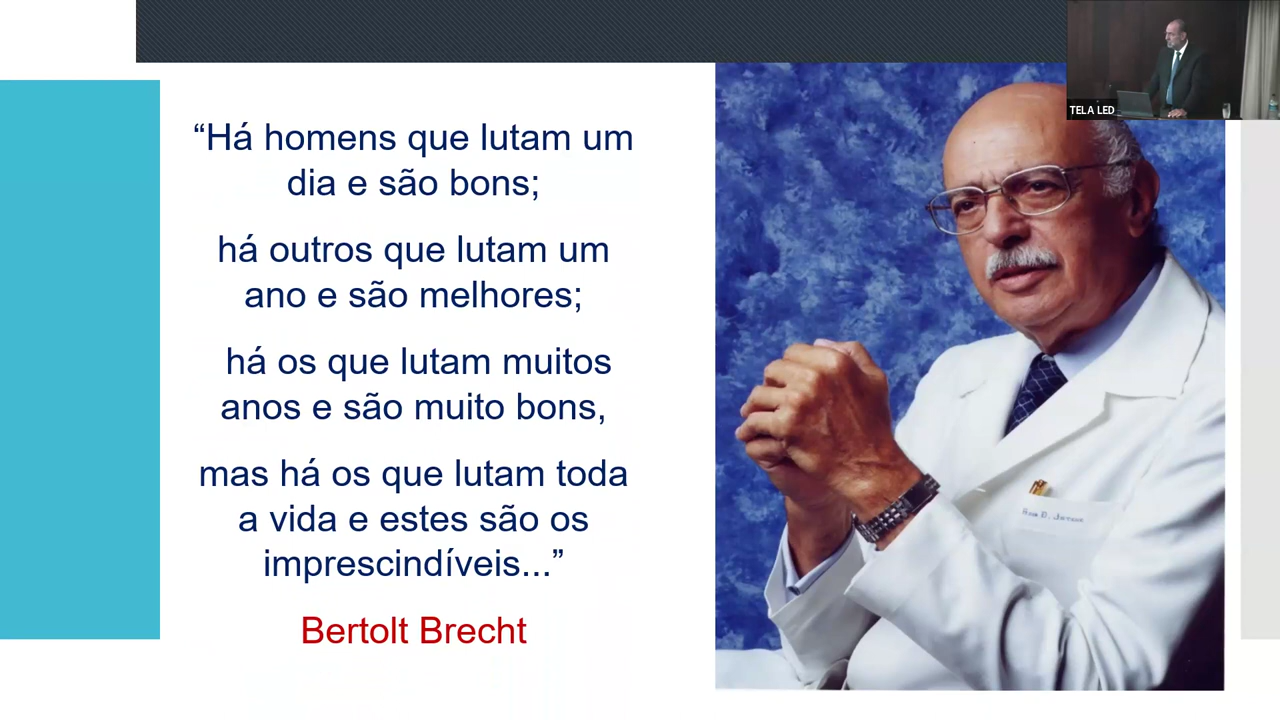 TELA LED
“Há homens que lutam um
dia e são bons;
há outros que lutam um
ano e são melhores;
há os que lutam muitos
anos e são muito bons,
mas há os que lutam toda
a vida e estes são os
imprescindíveis...”
Bertolt Brecht